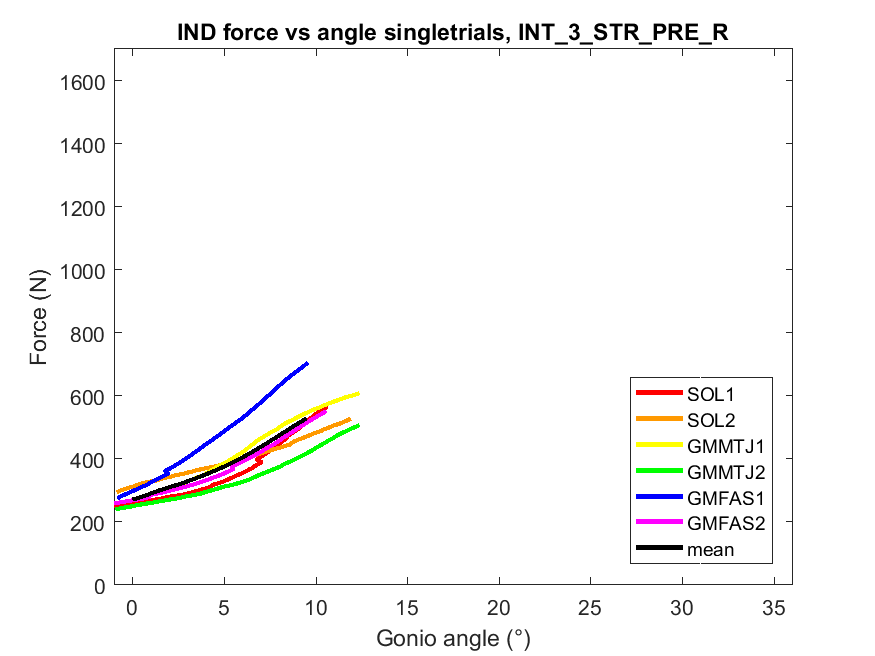 IND force vs angle singletrials, INT_3_STR_PRE_R
1600
1400
1200
1000
800
600
400
200
0
Force (N)
0 5 10 15 20 25 30 35
Gonio angle (°)
SOL1
SOL2
GMMTJ1
GMMTJ2
GMFAS1
GMFAS2
mean